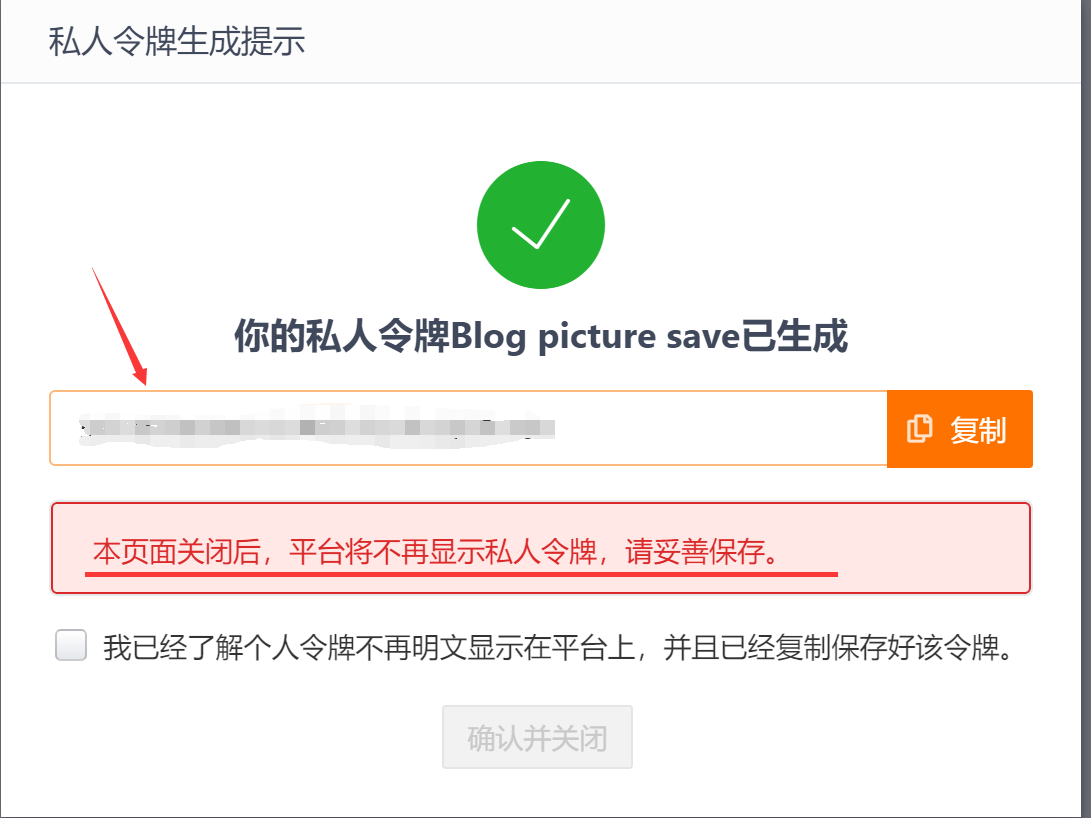 私人令牌生成提示
你的私人令牌Blog picture save已生成
复制
本页面关闭后，平台将不再显示私人令牌，请妥善保存。
我已经了解个人令牌不再明文显示在平台上，并且已经复制保存好该令牌。
确认并关闭